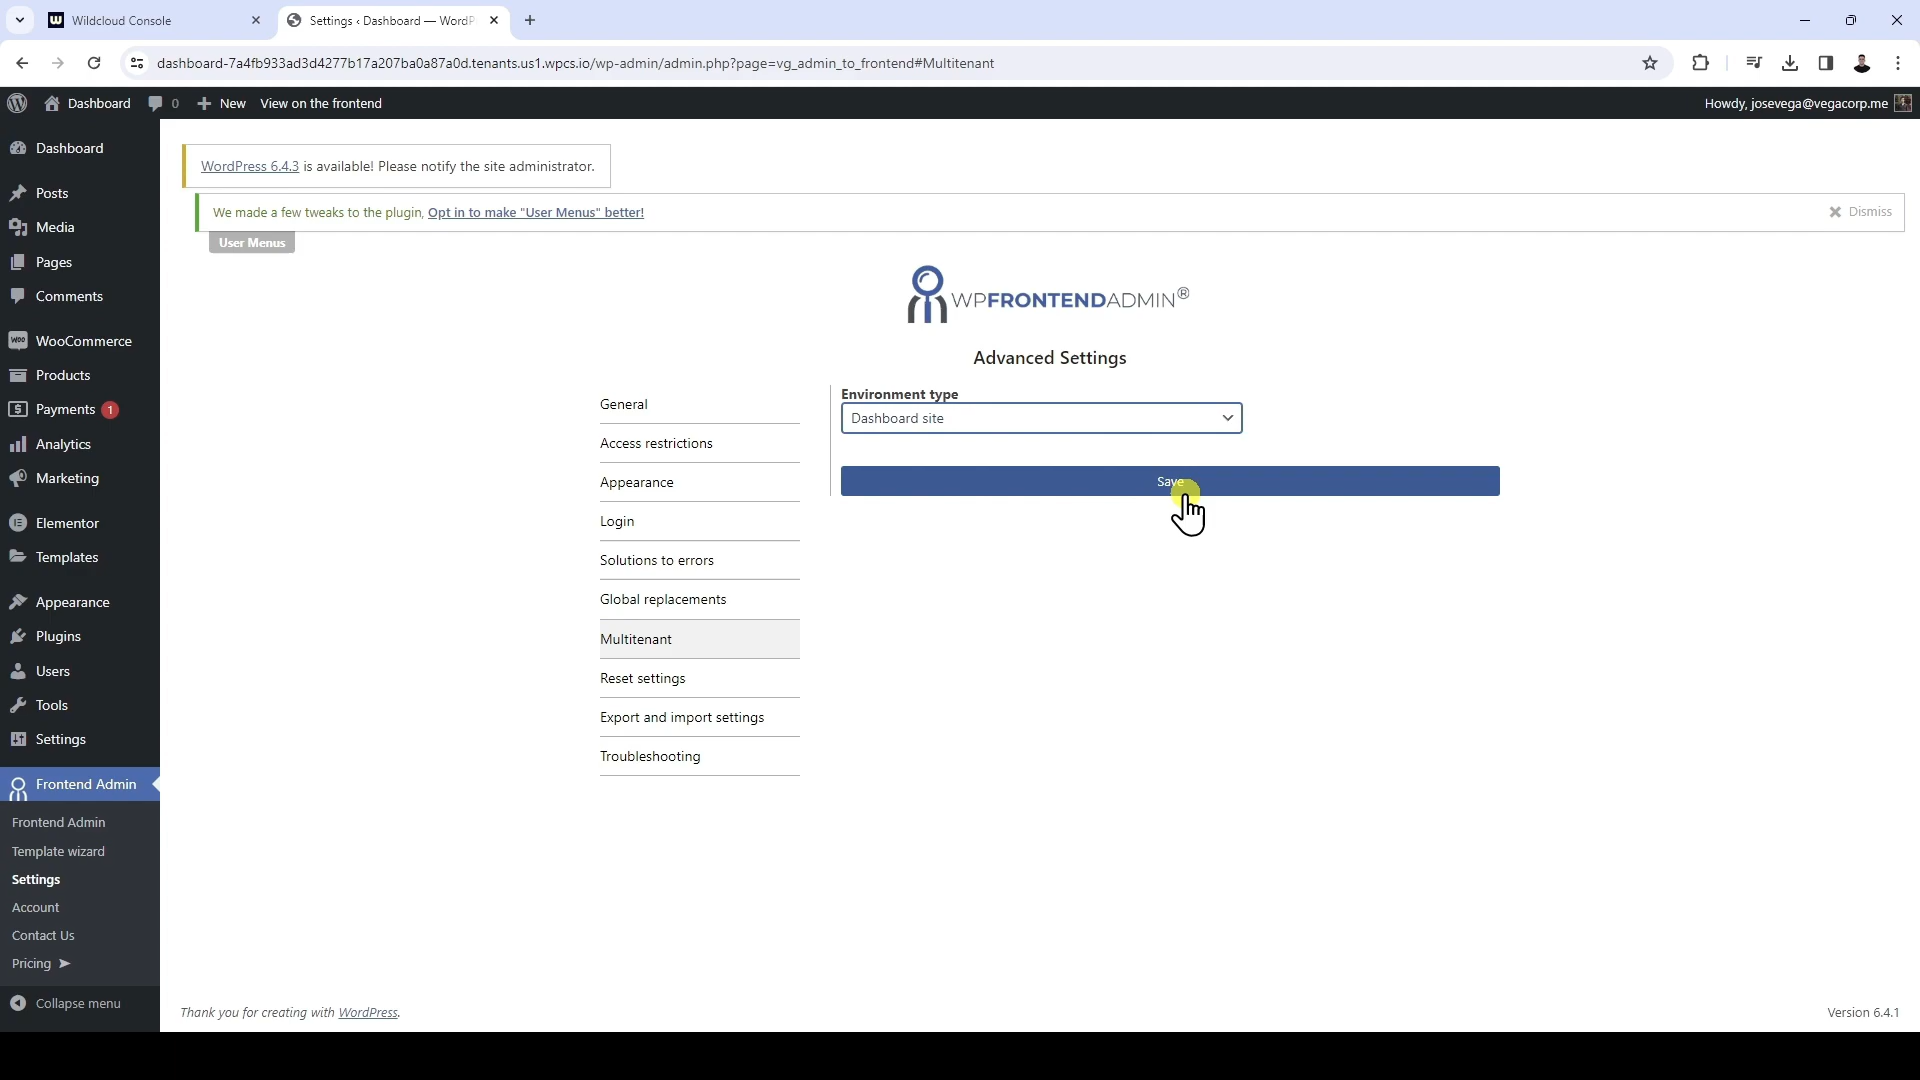 Wildcloud Console
Settings ‹ Dashboard — WordP
dashboard-7a4fb933ad3d4277b17a207ba0a87a0d.tenants.us1.wpcs.io/wp-admin/admin.php?page=vg_admin_to_frontend#Multitenant
Dashboard
0
New
View on the frontend
Howdy, josevega@vegacorp.me
Dashboard
Posts
Media
Pages
Comments
WooCommerce
Products
Payments 1
Analytics
Marketing
Elementor
Templates
Appearance
Plugins
Users
Tools
Settings
Frontend Admin
Frontend Admin
Template wizard
Settings
Account
Contact Us
Pricing ➤
Collapse menu
WordPress 6.4.3 is available! Please notify the site administrator.
We made a few tweaks to the plugin, Opt in to make "User Menus" better!
Dismiss
User Menus
WPFRONTENDADMIN®
Advanced Settings
General
Access restrictions
Appearance
Login
Solutions to errors
Global replacements
Multitenant
Reset settings
Export and import settings
Troubleshooting
Environment type
Dashboard site
Save
Thank you for creating with WordPress.
Version 6.4.1